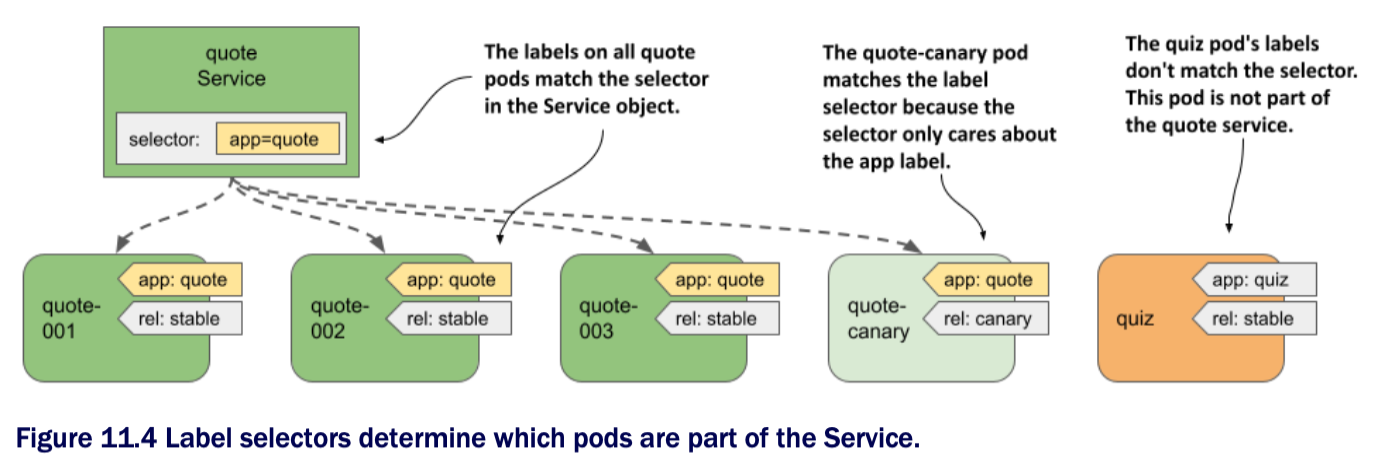 quote
Service
selector: app=quote
The labels on all quote
pods match the selector
in the Service object.
The quote-canary pod
matches the label
selector because the
selector only cares about
the app label.
The quiz pod's labels
don't match the selector.
This pod is not part of
the quote service.
quote-
001
app: quote
rel: stable
quote-
002
app: quote
rel: stable
quote-
003
app: quote
rel: stable
quote-
canary
app: quote
rel: canary
quiz
app: quiz
rel: stable
Figure 11.4 Label selectors determine which pods are part of the Service.